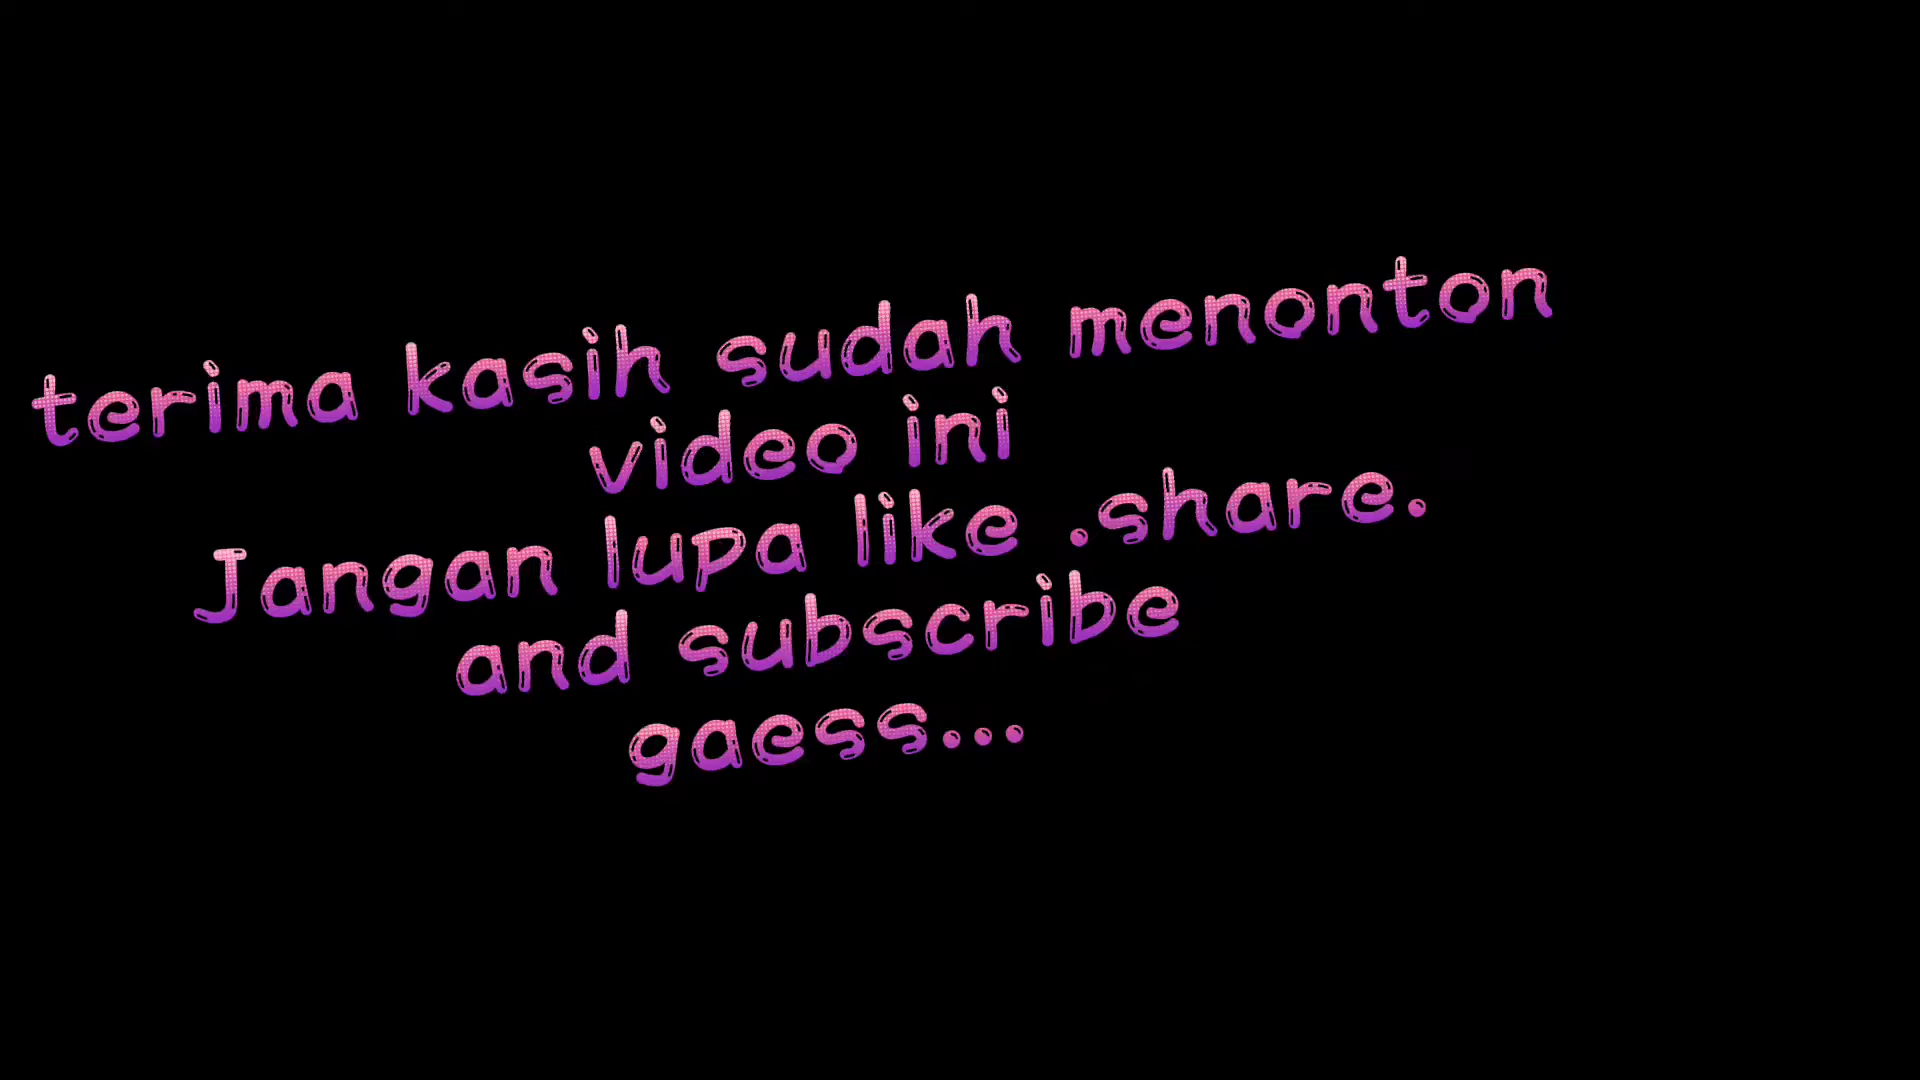 terima kasih sudah menonton
video ini
Jangan lupa like .share.
and subscribe
gaess...